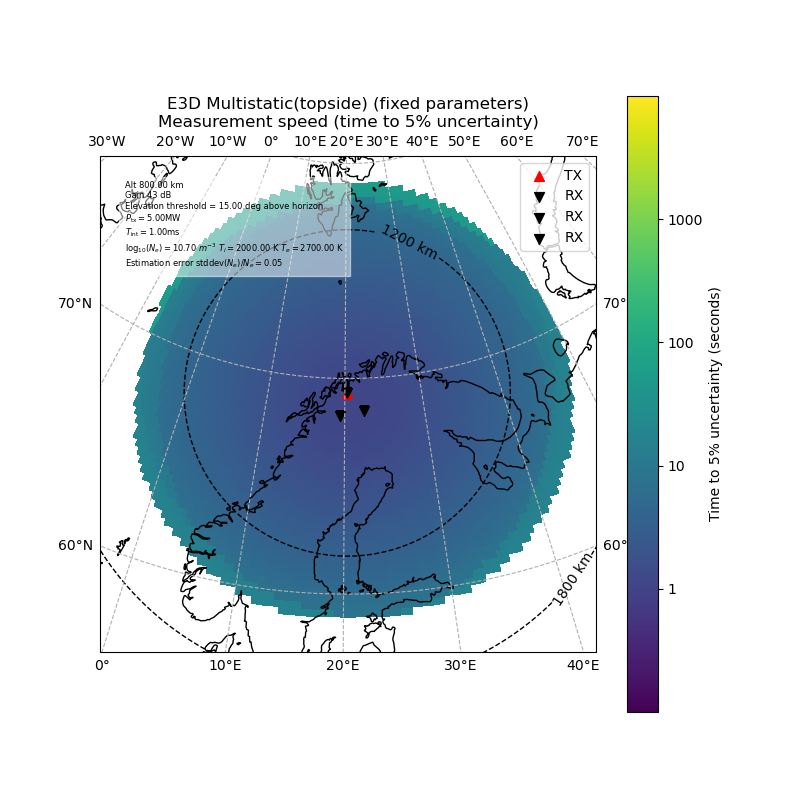 E3D Multistatic(topside) (fixed parameters)
Measurement speed (time to 5% uncertainty)
30°W 20°W 10°W 0° 10°E 20°E 30°E 40°E 50°E 60°E 70°E
Alt 800.00 km
Gain 43 dB
Elevation threshold = 15.00 deg above horizon
P_tx = 5.00MW
T_int = 1.00ms
log₁₀(N_e) = 10.70 m⁻³ T_i = 2000.00 K T_e = 2700.00 K
Estimation error stddev(N_e)/N_e = 0.05
TX
RX
RX
RX
1200 km
1800 km
70°N 70°
60°N 60°
0° 10°E 20°E 30°E 40°E
1000
100
10
1
Time to 5% uncertainty (seconds)